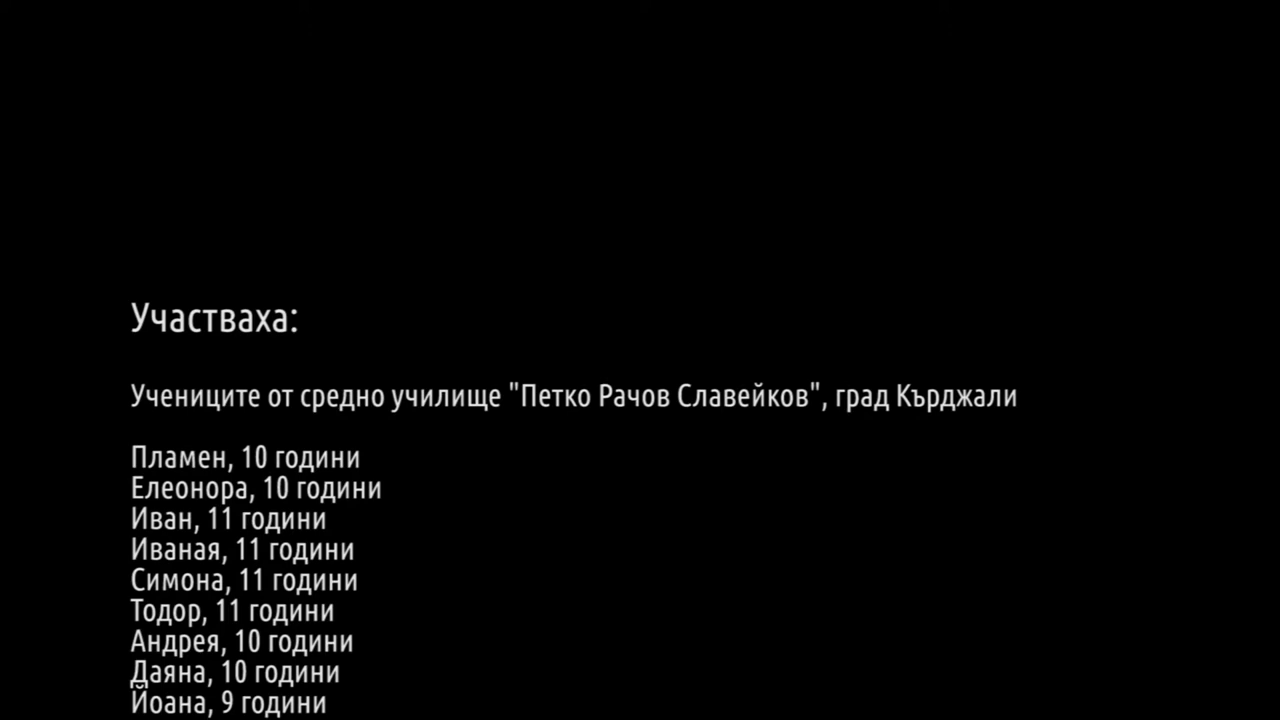 Участваха:
Учениците от средно училище "Петко Рачов Славейков", град Кърджали
Пламен, 10 години
Елеонора, 10 години
Иван, 11 години
Иваная, 11 години
Симона, 11 години
Тодор, 11 години
Андрея, 10 години
Даяна, 10 години
Йоана, 9 години